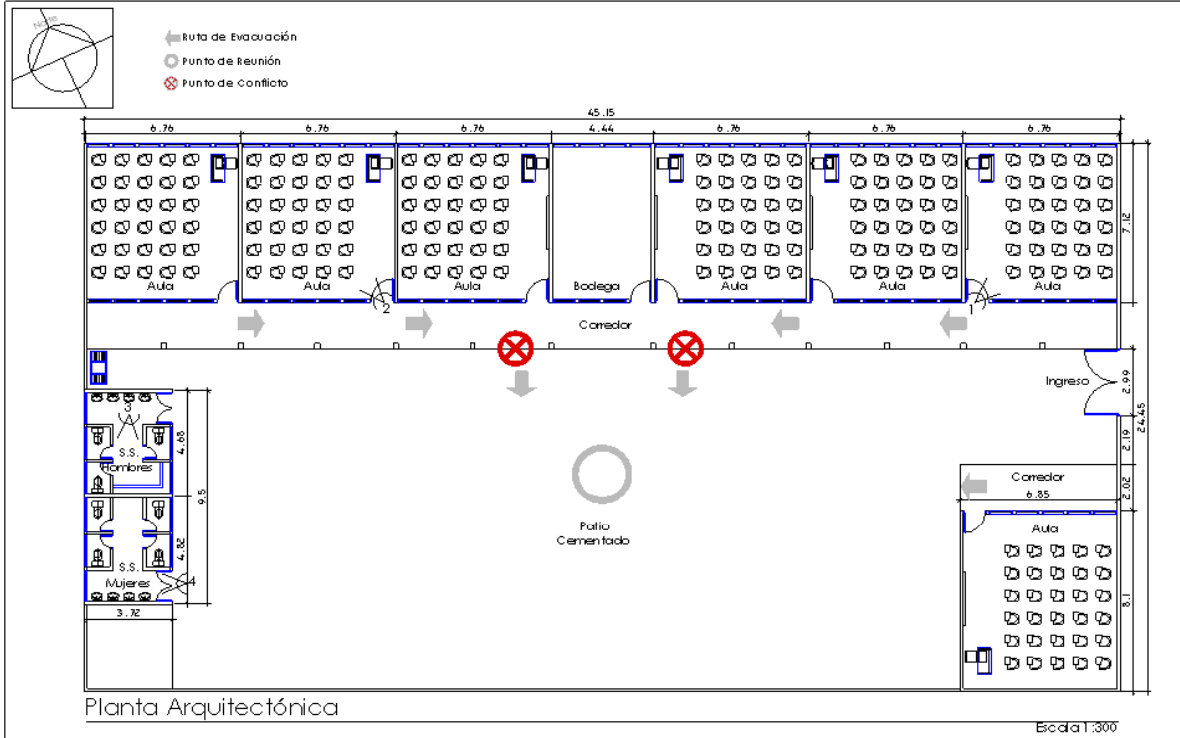 Norte
Ruta de Evacuación
Punto de Reunión
Punto de Conflicto
45.15
6.76 6.76 6.76 4.44 6.76 6.76 6.76
7.12
Aula Aula Aula Bodega Aula Aula Aula
2 1
Corredor
Ingreso
2.99
24.45
3
4.68
2.19
S.S.
Hombres
9.5
Corredor
2.02
6.85
Patio
Cementado
Aula
4.82
S.S.
Mujeres
4
3.72
8.1
Planta Arquitectónica
Escala 1:300